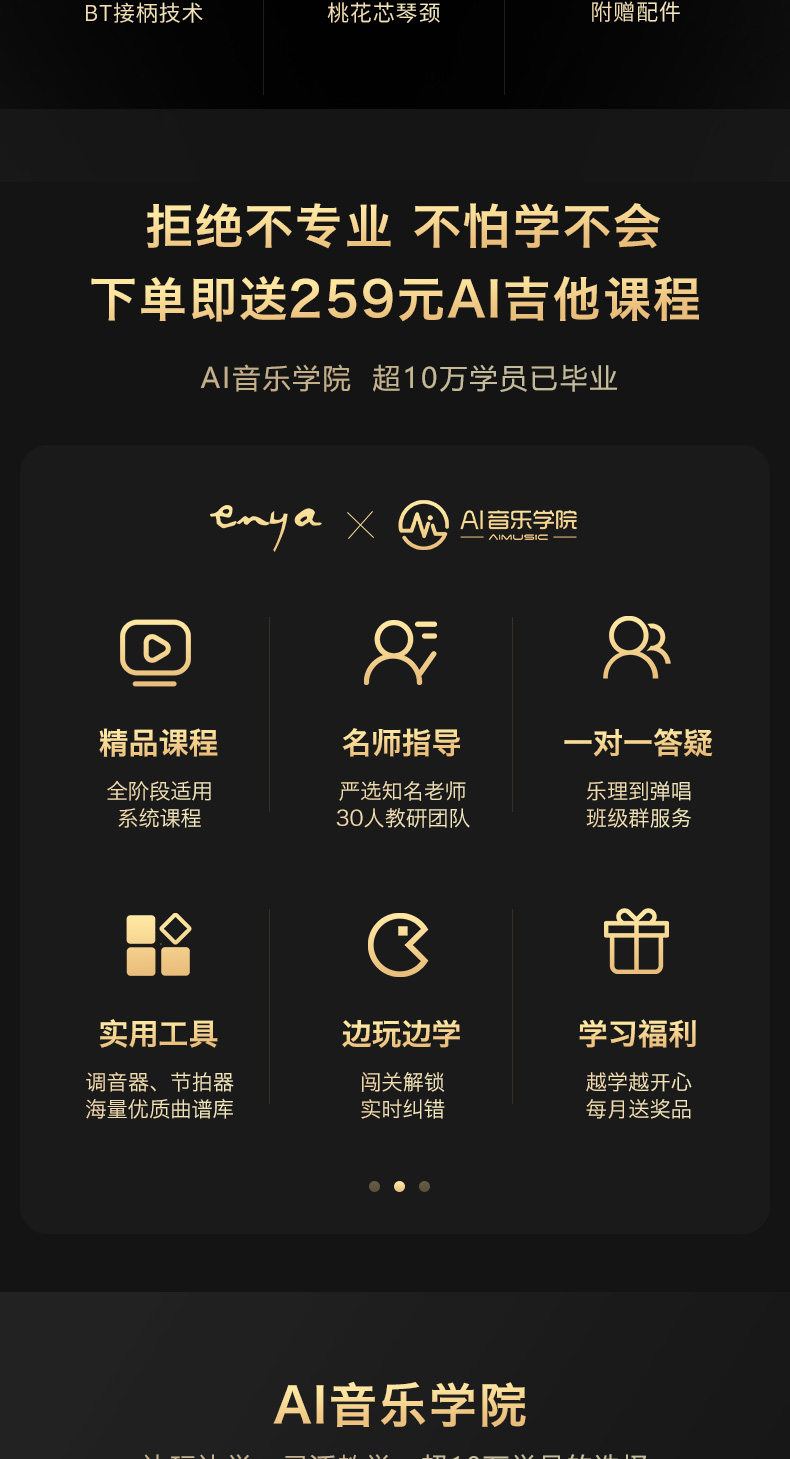 BT接柄技术
桃花芯琴颈
附赠配件
拒绝不专业 不怕学不会
下单即送259元AI吉他课程
AI音乐学院 超10万学员已毕业
enya × AI音乐学院
AIMUSIC
精品课程
全阶段适用
系统课程
名师指导
严选知名老师
30人教研团队
一对一答疑
乐理到弹唱
班级群服务
实用工具
调音器、节拍器
海量优质曲谱库
边玩边学
闯关解锁
实时纠错
学习福利
越学越开心
每月送奖品
AI音乐学院